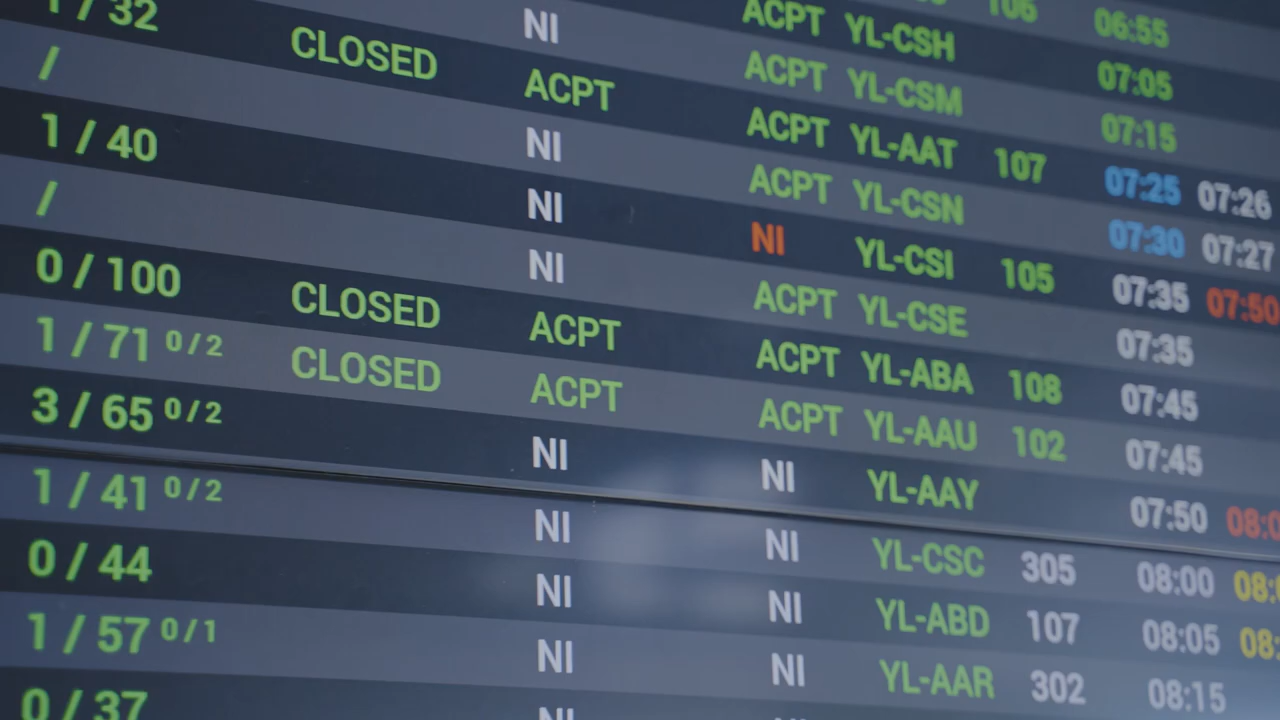 106 06:55
ACPT YL-CSH 07:05
NI ACPT YL-CSM 07:15
1 / 32 CLOSED ACPT ACPT YL-AAT 107 07:25 07:26
/ NI ACPT YL-CSN 07:30 07:27
1 / 40 NI NI YL-CSI 105 07:35 07:50
/ NI ACPT YL-CSE 07:35
0 / 100 CLOSED ACPT ACPT YL-ABA 108 07:45
1 / 71 0 / 2 CLOSED ACPT ACPT YL-AAU 102 07:45
3 / 65 0 / 2 NI NI YL-AAY 07:50
1 / 41 0 / 2 NI NI YL-CSC 305 08:00
0 / 44 NI NI YL-ABD 107 08:05
1 / 57 0 / 1 NI NI YL-AAR 302 08:15
0 / 37 NI